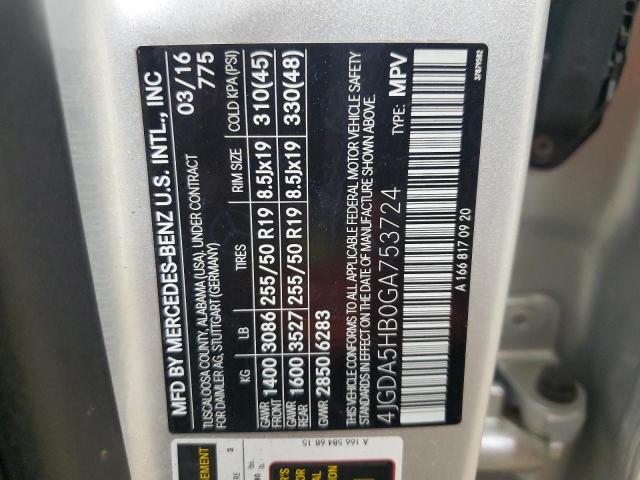 MFD BY MERCEDES-BENZ U.S. INTL., INC
TUSCALOOSA COUNTY, ALABAMA (USA), UNDER CONTRACT 03/16
FOR DAIMLER AG, STUTTGART (GERMANY) 775
KG LB TIRES RIM SIZE COLD KPA(PSI)
GAWR FRONT 1400 3086 255/50 R19 8.5Jx19 310(45)
GAWR REAR 1600 3527 255/50 R19 8.5Jx19 330(48)
GVWR 2850 6283
THIS VEHICLE CONFORMS TO ALL APPLICABLE FEDERAL MOTOR VEHICLE SAFETY
STANDARDS IN EFFECT ON THE DATE OF MANUFACTURE SHOWN ABOVE.
4JGDA5HB0GA753724 TYPE: MPV
A 166 817 09 20
37879582
A 166 584 68 15
3